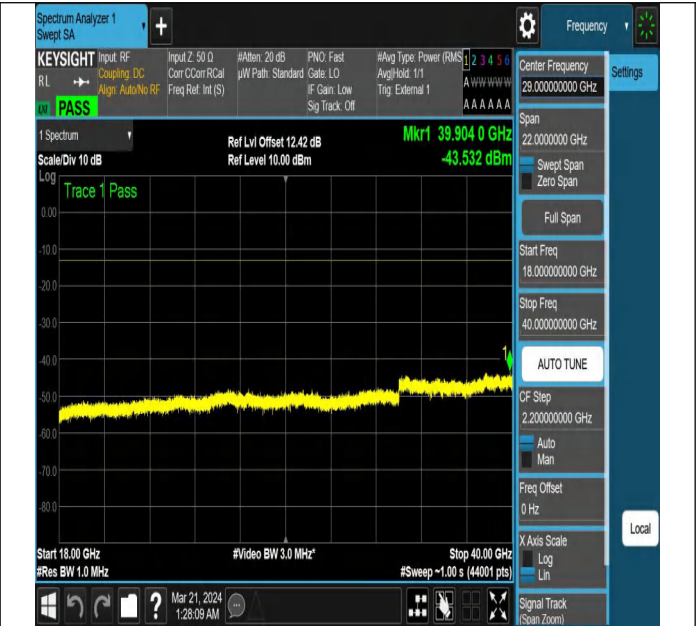 Spectrum Analyzer 1
Swept SA
+
Frequency
KEYSIGHT
RL
PASS
Input: RF
Coupling: DC
Align: Auto/No RF
Input Z: 50 Ω
Corr CCorr RCal
Freq Ref: Int (S)
#Atten: 20 dB
µW Path: Standard
PNO: Fast
Gate: LO
IF Gain: Low
Sig Track: Off
#Avg Type: Power (RMS
Avg|Hold: 1/1
Trig: External 1
1 2 3 4 5 6
A W W W W W
A A A A A A
1 Spectrum
Scale/Div 10 dB
Ref Lvl Offset 12.42 dB
Ref Level 10.00 dBm
Mkr1 39.904 0 GHz
-43.532 dBm
Log
Trace 1 Pass
0.00
-10.0
-20.0
-30.0
-40.0
-50.0
-60.0
-70.0
-80.0
1
Start 18.00 GHz
#Res BW 1.0 MHz
#Video BW 3.0 MHz*
Stop 40.00 GHz
#Sweep ~1.00 s (44001 pts)
Mar 21, 2024
1:28:09 AM
Center Frequency
29.000000000 GHz
Span
22.0000000 GHz
Swept Span
Zero Span
Full Span
Start Freq
18.000000000 GHz
Stop Freq
40.000000000 GHz
AUTO TUNE
CF Step
2.200000000 GHz
Auto
Man
Freq Offset
0 Hz
X Axis Scale
Log
Lin
Signal Track
(Span Zoom)
Settings
Local